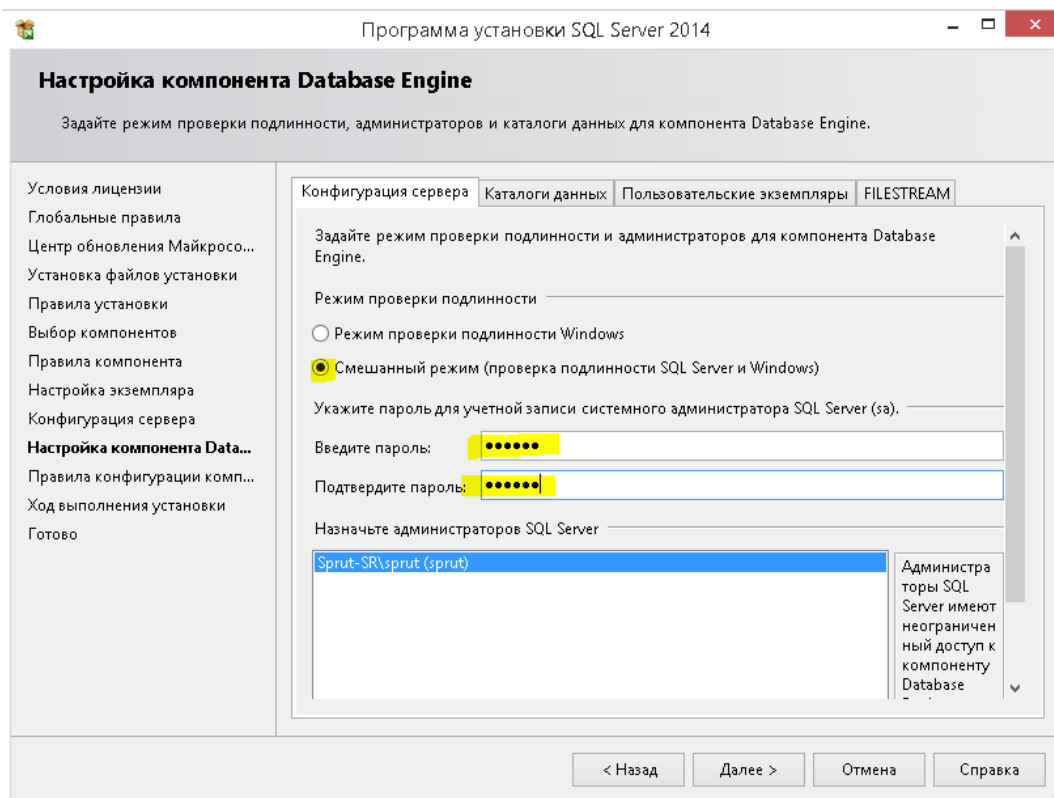 Программа установки SQL Server 2014
Настройка компонента Database Engine
Задайте режим проверки подлинности, администраторов и каталоги данных для компонента Database Engine.
Условия лицензии
Глобальные правила
Центр обновления Майкросо...
Установка файлов установки
Правила установки
Выбор компонентов
Правила компонента
Настройка экземпляра
Конфигурация сервера
Настройка компонента Data...
Правила конфигурации комп...
Ход выполнения установки
Готово
Конфигурация сервера
Каталоги данных
Пользовательские экземпляры
FILESTREAM
Задайте режим проверки подлинности и администраторов для компонента Database
Engine.
Режим проверки подлинности
Режим проверки подлинности Windows
Смешанный режим (проверка подлинности SQL Server и Windows)
Укажите пароль для учетной записи системного администратора SQL Server (sa).
Введите пароль: ●●●●●●
Подтвердите пароль: ●●●●●●
Назначьте администраторов SQL Server
Sprut-SR\sprut (sprut)
Администра
торы SQL
Server имеют
неограничен
ный доступ к
компоненту
Database
< Назад
Далее >
Отмена
Справка